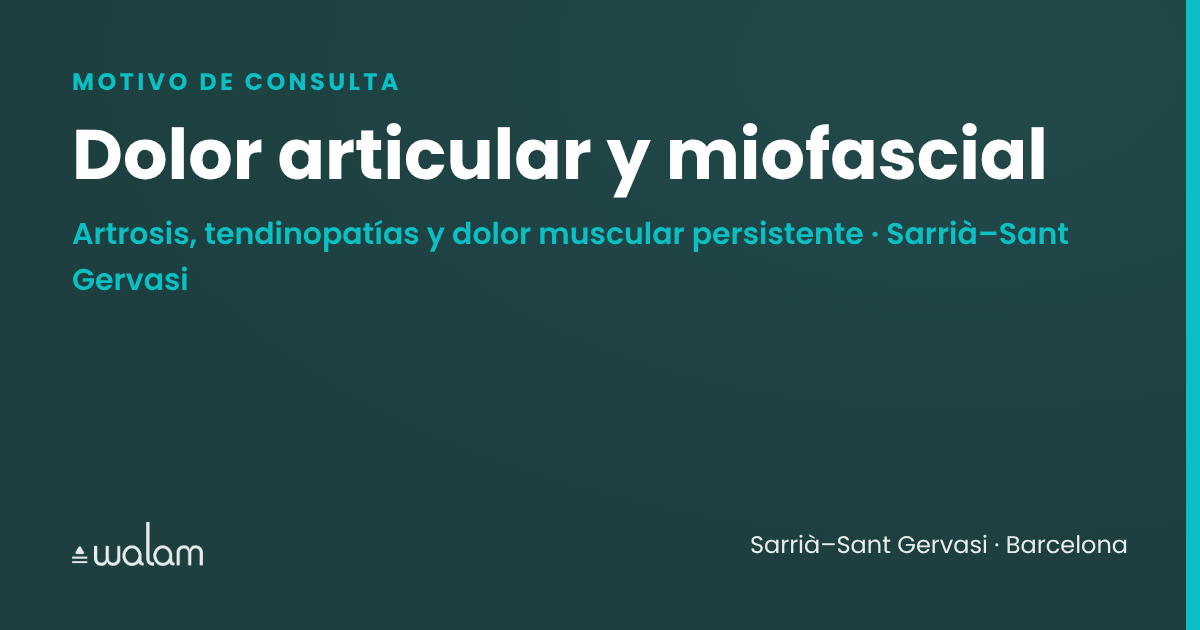 MOTIVO DE CONSULTA
Dolor articular y miofascial
Artrosis, tendinopatías y dolor muscular persistente · Sarrià–Sant
Gervasi
walam
Sarrià–Sant Gervasi · Barcelona